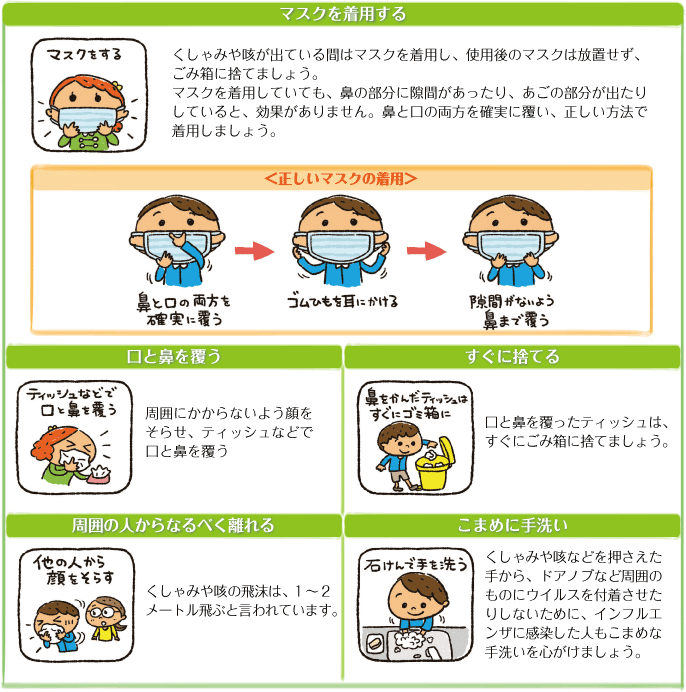 マスクを着用する
マスクをする
くしゃみや咳が出ている間はマスクを着用し、使用後のマスクは放置せず、
ごみ箱に捨てましょう。
マスクを着用していても、鼻の部分に隙間があったり、あごの部分が出たり
していると、効果がありません。鼻と口の両方を確実に覆い、正しい方法で
着用しましょう。
<正しいマスクの着用>
鼻と口の両方を
確実に覆う
ゴムひもを耳にかける
隙間がないよう
鼻まで覆う
口と鼻を覆う
ティッシュなどで
口と鼻を覆う
周囲にかからないよう顔を
そらせ、ティッシュなどで
口と鼻を覆う
すぐに捨てる
鼻をかんだティッシュは
すぐにゴミ箱に
口と鼻を覆ったティッシュは、
すぐにごみ箱に捨てましょう。
周囲の人からなるべく離れる
他の人から
顔をそらす
くしゃみや咳の飛沫は、1~2
メートル飛ぶと言われています。
こまめに手洗い
石けんで手を洗う
くしゃみや咳などを押さえた
手から、ドアノブなど周囲の
ものにウイルスを付着させた
りしないために、インフルエ
ンザに感染した人もこまめな
手洗いを心がけましょう。